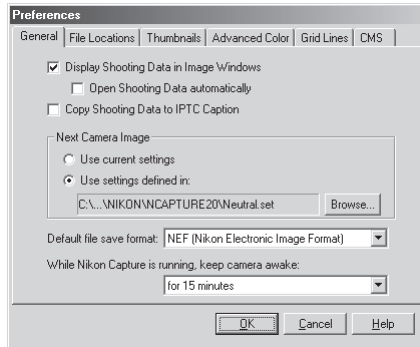 Preferences
General File Locations Thumbnails Advanced Color Grid Lines CMS
Display Shooting Data in Image Windows
Open Shooting Data automatically
Copy Shooting Data to IPTC Caption
Next Camera Image
Use current settings
Use settings defined in:
C:\...\NIKON\NCAPTURE20\Neutral.set Browse...
Default file save format: NEF (Nikon Electronic Image Format)
While Nikon Capture is running, keep camera awake:
for 15 minutes
OK Cancel Help